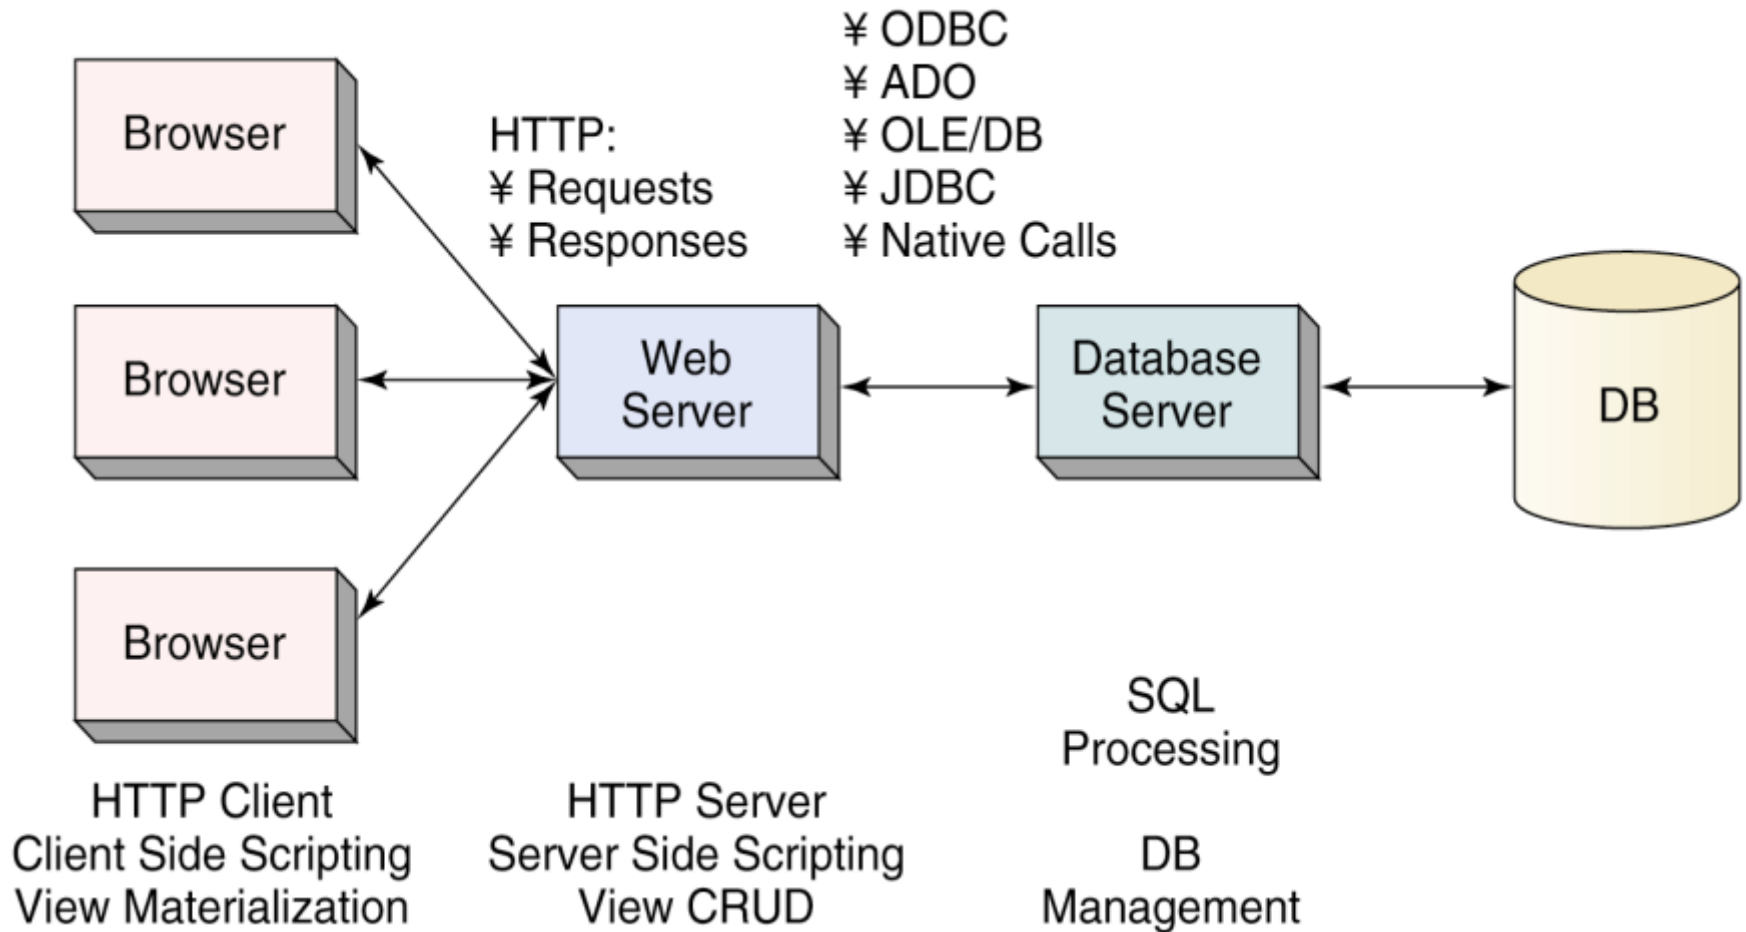 ¥ ODBC
¥ ADO
¥ OLE/DB
¥ JDBC
¥ Native Calls
HTTP:
¥ Requests
¥ Responses
Browser
Browser
Browser
Web
Server
Database
Server
DB
HTTP Client
Client Side Scripting
View Materialization
HTTP Server
Server Side Scripting
View CRUD
SQL
Processing
DB
Management